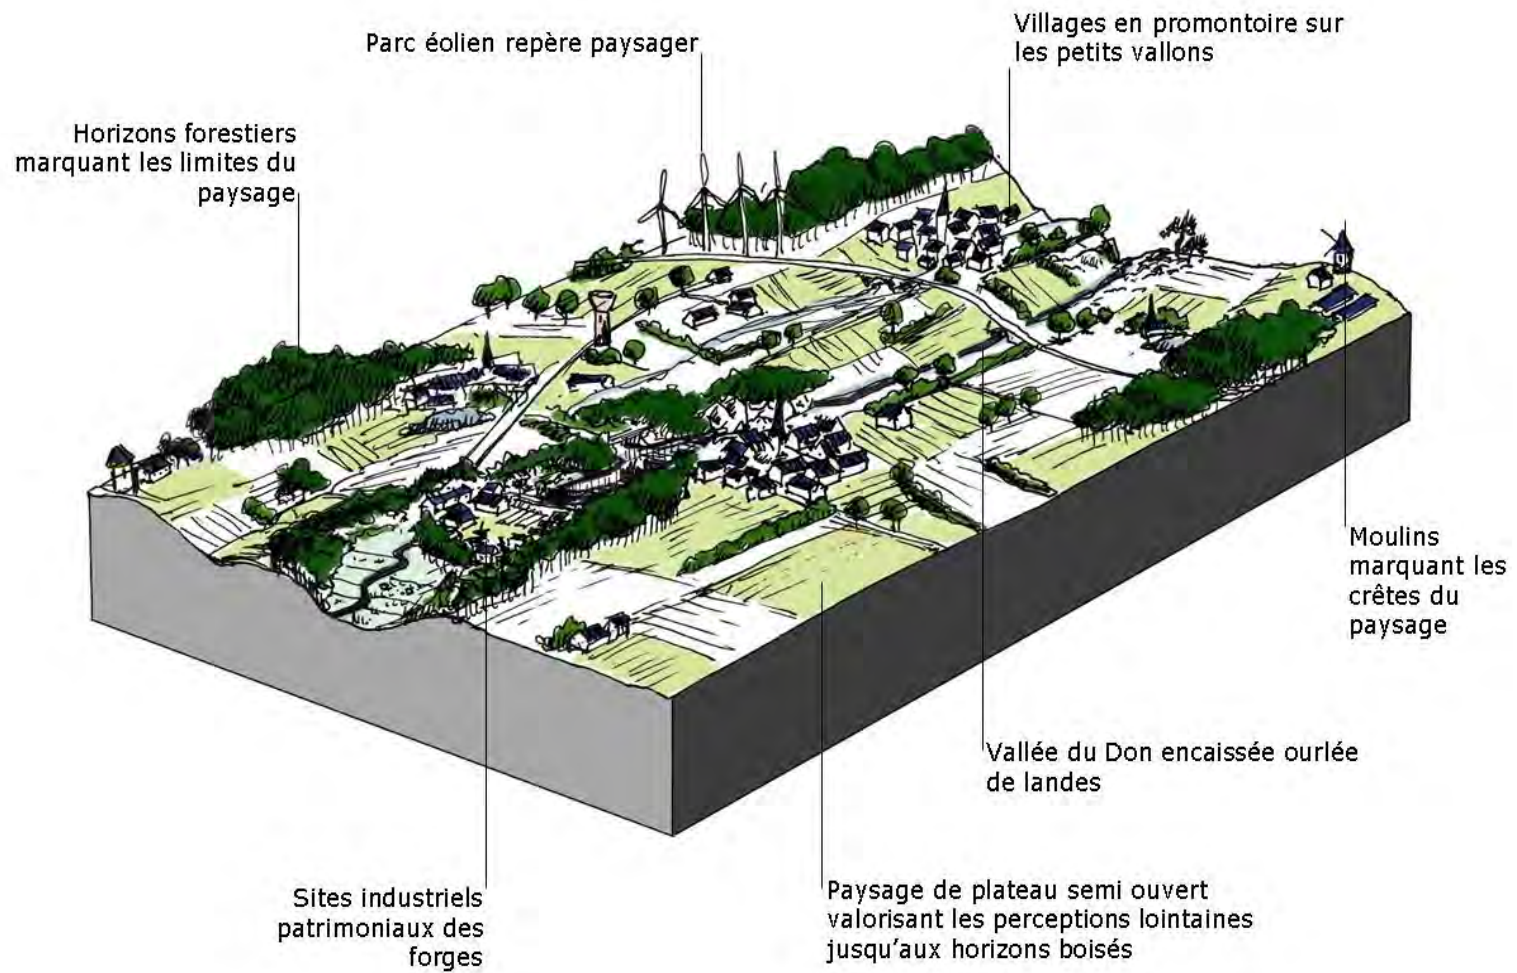 Villages en promontoire sur
les petits vallons
Parc éolien repère paysager
Horizons forestiers
marquant les limites du
paysage
Moulins
marquant les
crêtes du
paysage
Vallée du Don encaissée ourlée
de landes
Paysage de plateau semi ouvert
valorisant les perceptions lointaines
jusqu'aux horizons boisés
Sites industriels
patrimoniaux des
forges